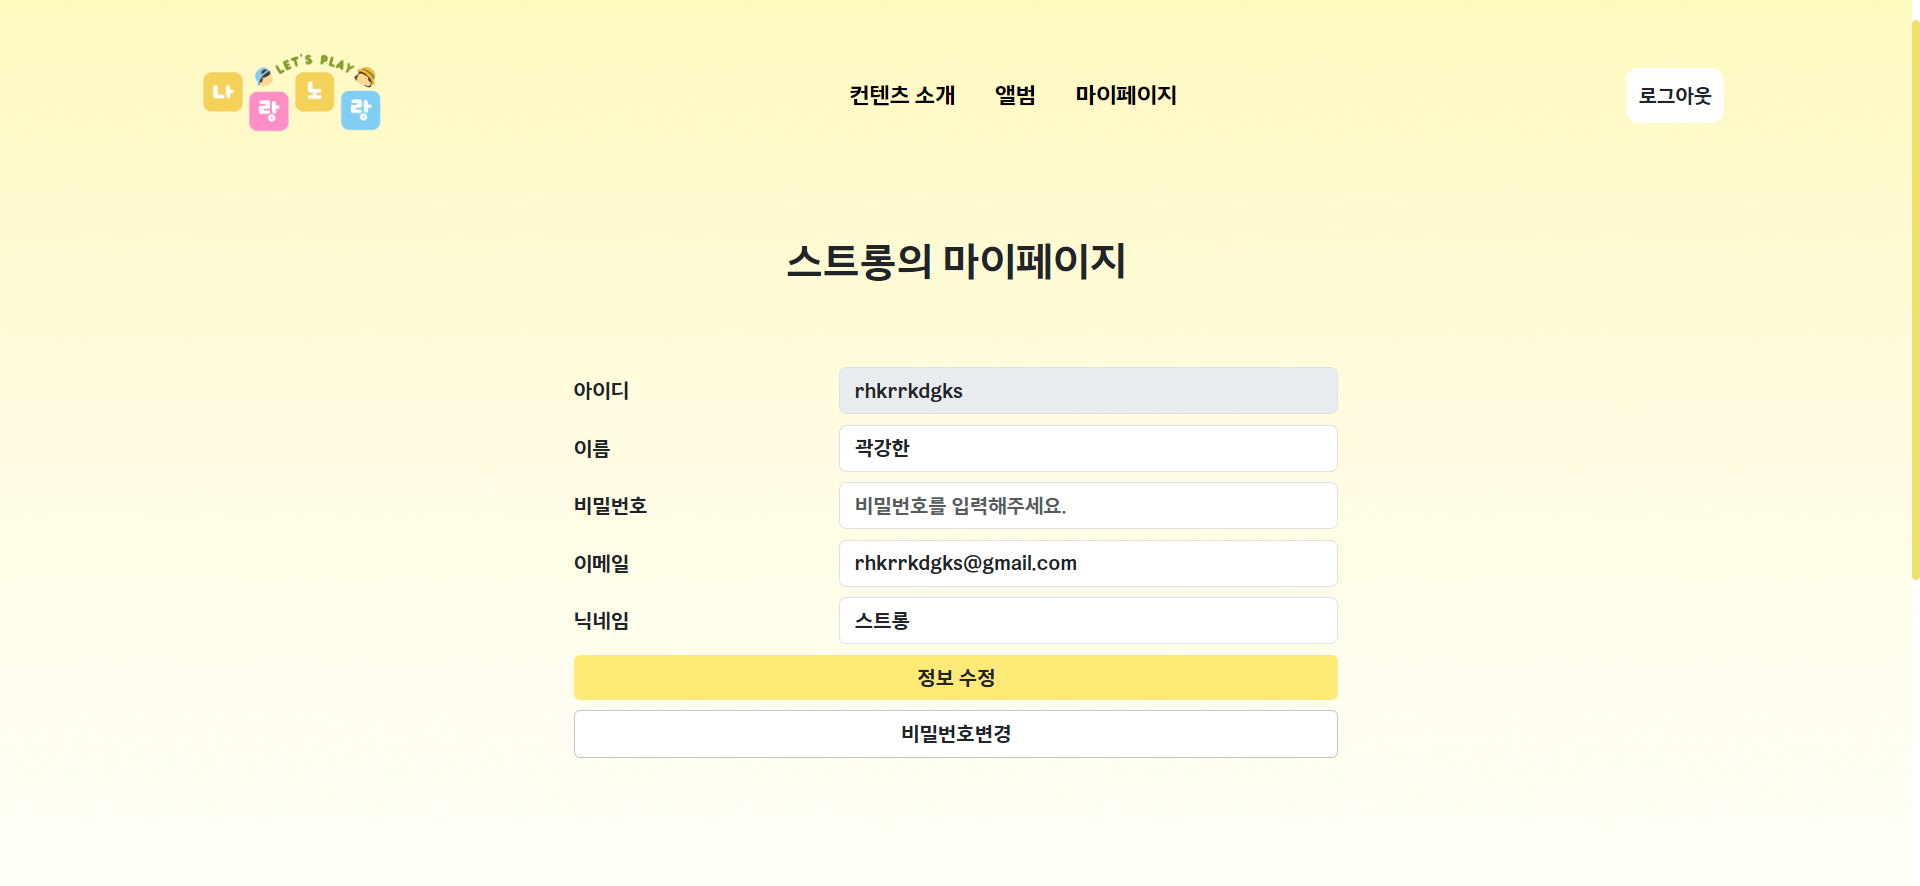 LET'S PLAY
나랑노랑
컨텐츠 소개 앨범 마이페이지
로그아웃
스트롱의 마이페이지
아이디 rhkrrkdgks
이름 곽강한
비밀번호 비밀번호를 입력해주세요.
이메일 rhkrrkdgks@gmail.com
닉네임 스트롱
정보 수정
비밀번호변경